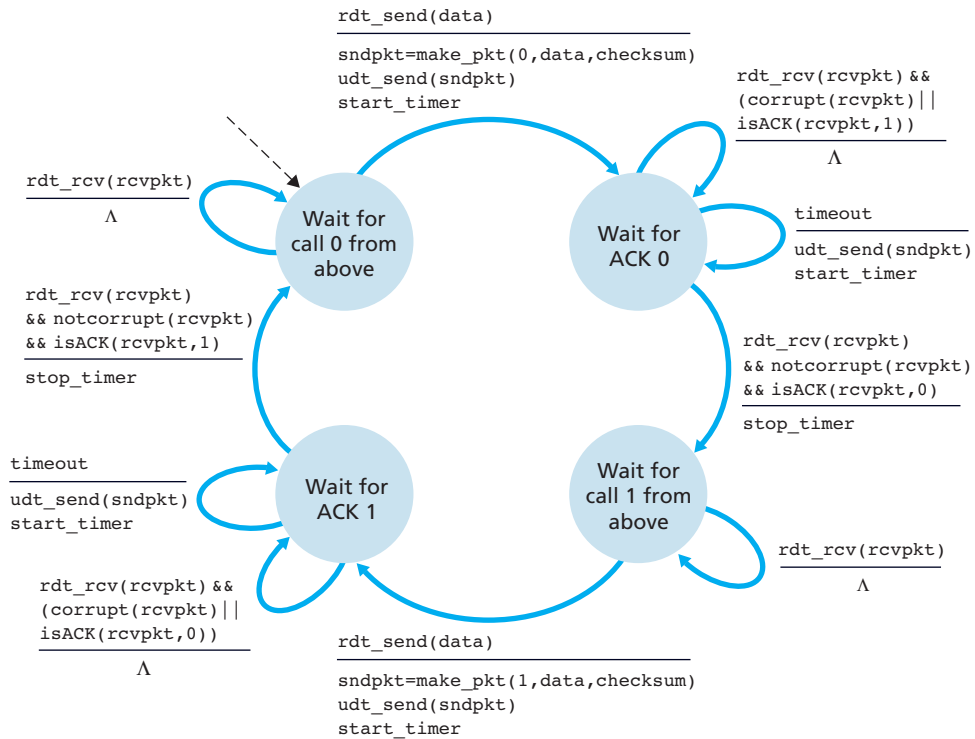 rdt_send(data)
sndpkt=make_pkt(0,data,checksum)
udt_send(sndpkt)
start_timer
rdt_rcv(rcvpkt) &&
(corrupt(rcvpkt)||
isACK(rcvpkt,1))
Λ
rdt_rcv(rcvpkt)
Λ
Wait for
call 0 from
above
Wait for
ACK 0
timeout
udt_send(sndpkt)
start_timer
rdt_rcv(rcvpkt)
&& notcorrupt(rcvpkt)
&& isACK(rcvpkt,1)
stop_timer
rdt_rcv(rcvpkt)
&& notcorrupt(rcvpkt)
&& isACK(rcvpkt,0)
stop_timer
timeout
udt_send(sndpkt)
start_timer
Wait for
ACK 1
Wait for
call 1 from
above
rdt_rcv(rcvpkt)
Λ
rdt_rcv(rcvpkt) &&
(corrupt(rcvpkt)||
isACK(rcvpkt,0))
Λ
rdt_send(data)
sndpkt=make_pkt(1,data,checksum)
udt_send(sndpkt)
start_timer